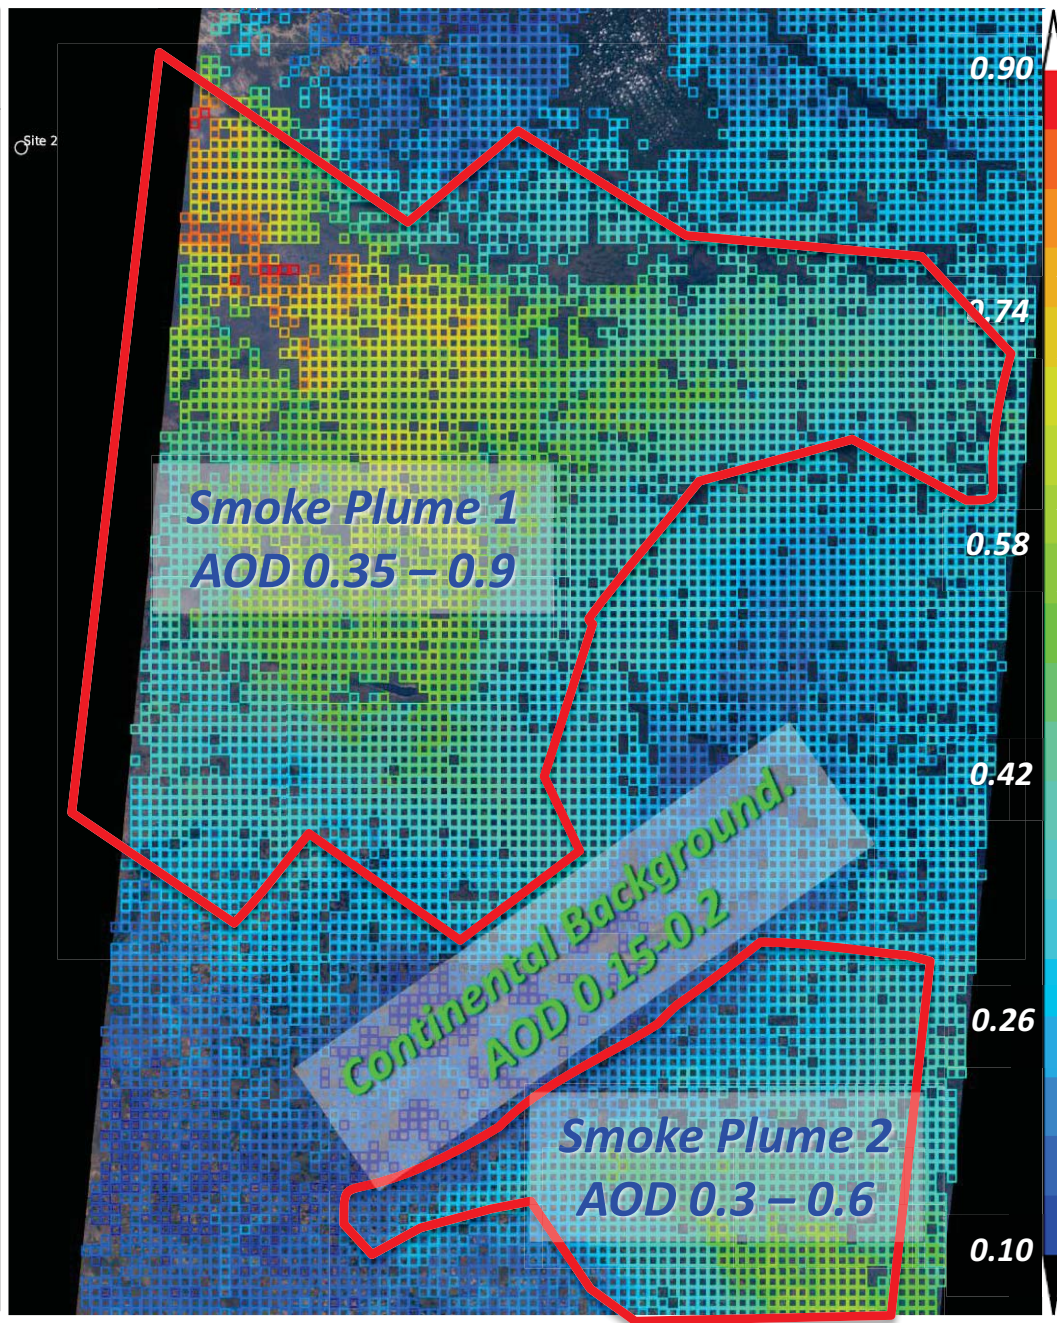 0.90
Site 2
0.74
Smoke Plume 1
AOD 0.35 – 0.9
0.58
0.42
Continental Background.
AOD 0.15-0.2
0.26
Smoke Plume 2
AOD 0.3 – 0.6
0.10